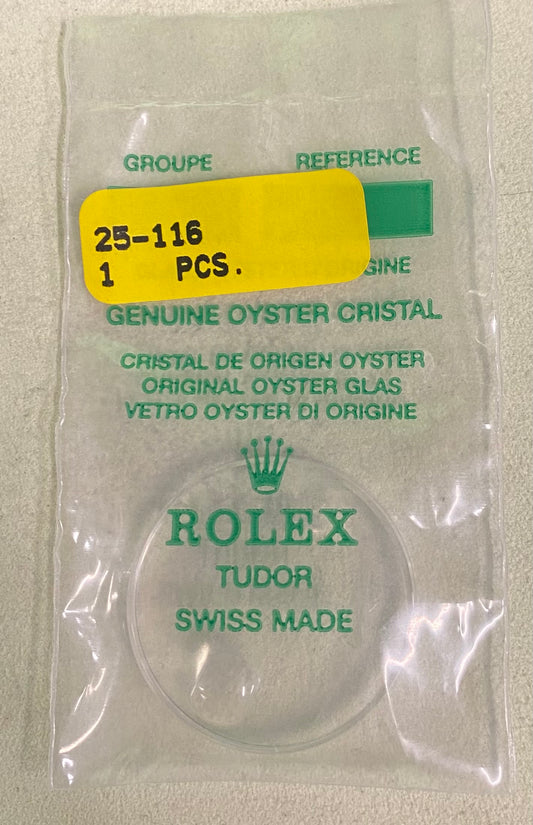 GROUPE REFERENCE
25-116
1 PCS.
GENUINE OYSTER CRISTAL
CRISTAL DE ORIGEN OYSTER
ORIGINAL OYSTER GLAS
VETRO OYSTER DI ORIGINE
ROLEX
TUDOR
SWISS MADE